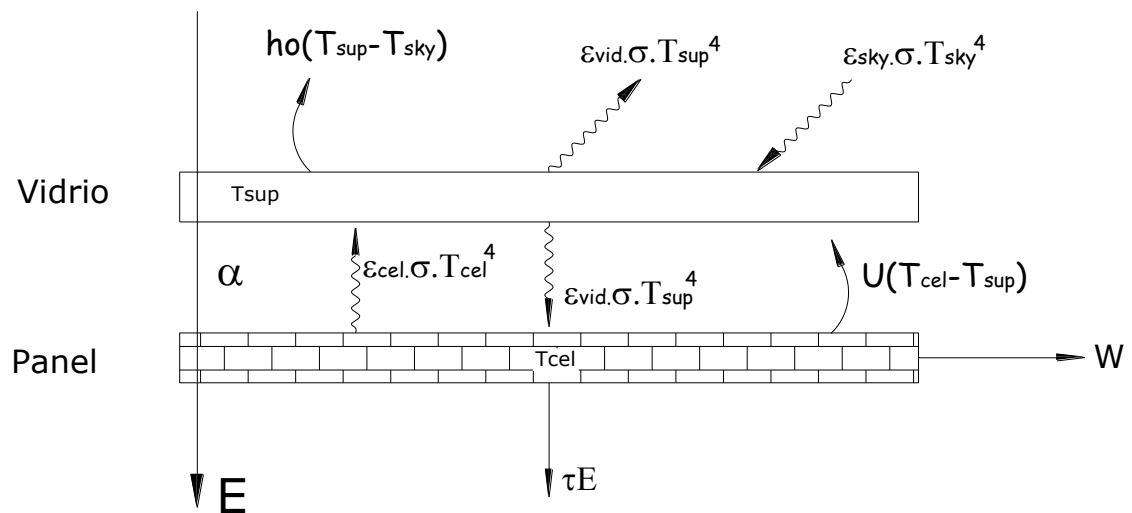 ho(Tsup-Tsky)
εvid.σ.Tsup⁴
εsky.σ.Tsky⁴
Vidrio
Tsup
α
εcel.σ.Tcel⁴
εvid.σ.Tsup⁴
U(Tcel-Tsup)
Panel
Tcel
W
E
τE